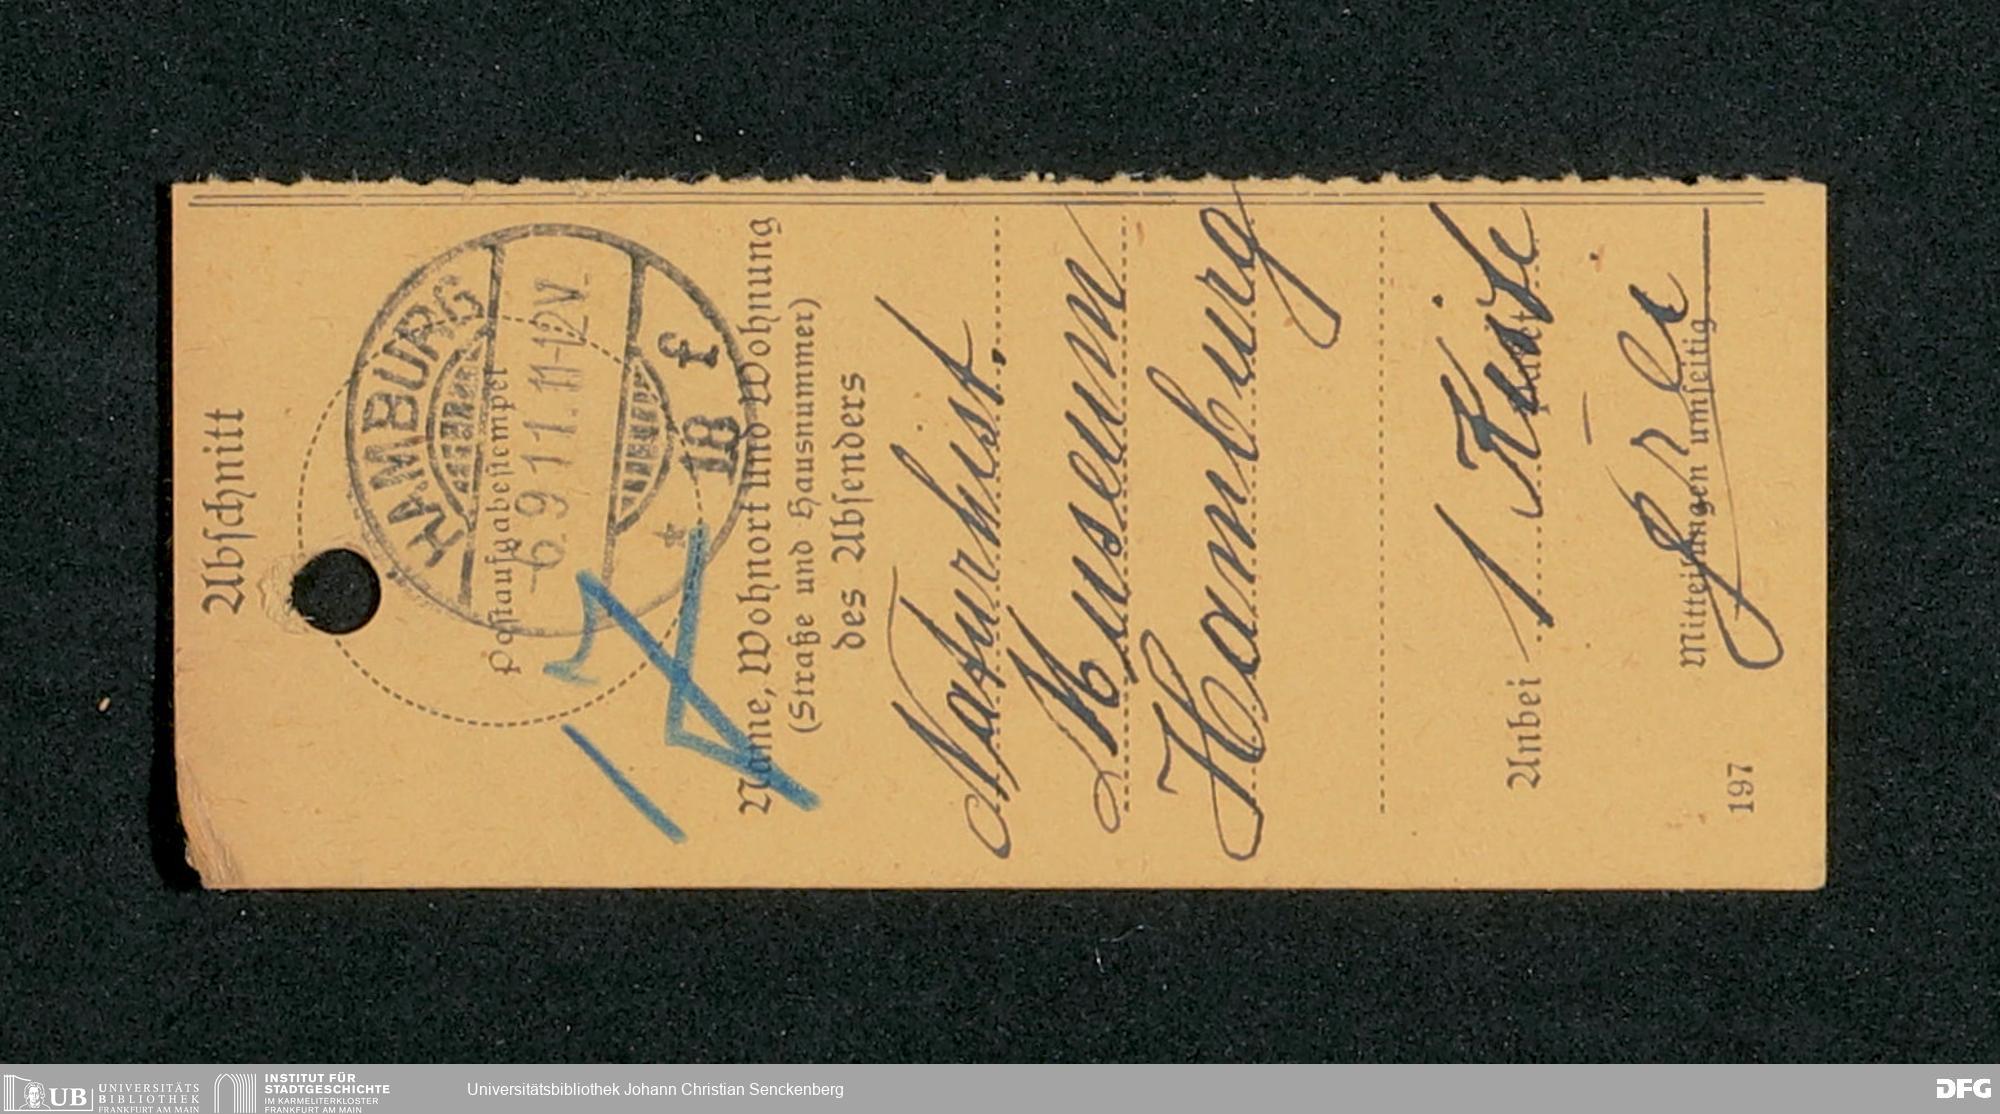 Abschnitt
HAMBURG
Postaufgabestempel
-6.9.11.11-12V.
* 18 f
Name, Wohnort und Wohnung
(Straße und Hausnummer)
des Absenders
Naturhist.
Museum
Hamburg
Anbei 1 Kiste
Mitteilungen umseitig
197
UB
UNIVERSITÄTS
BIBLIOTHEK
FRANKFURT AM MAIN
INSTITUT FÜR
STADTGESCHICHTE
IM KARMELITERKLOSTER
FRANKFURT AM MAIN
Universitätsbibliothek Johann Christian Senckenberg
DFG